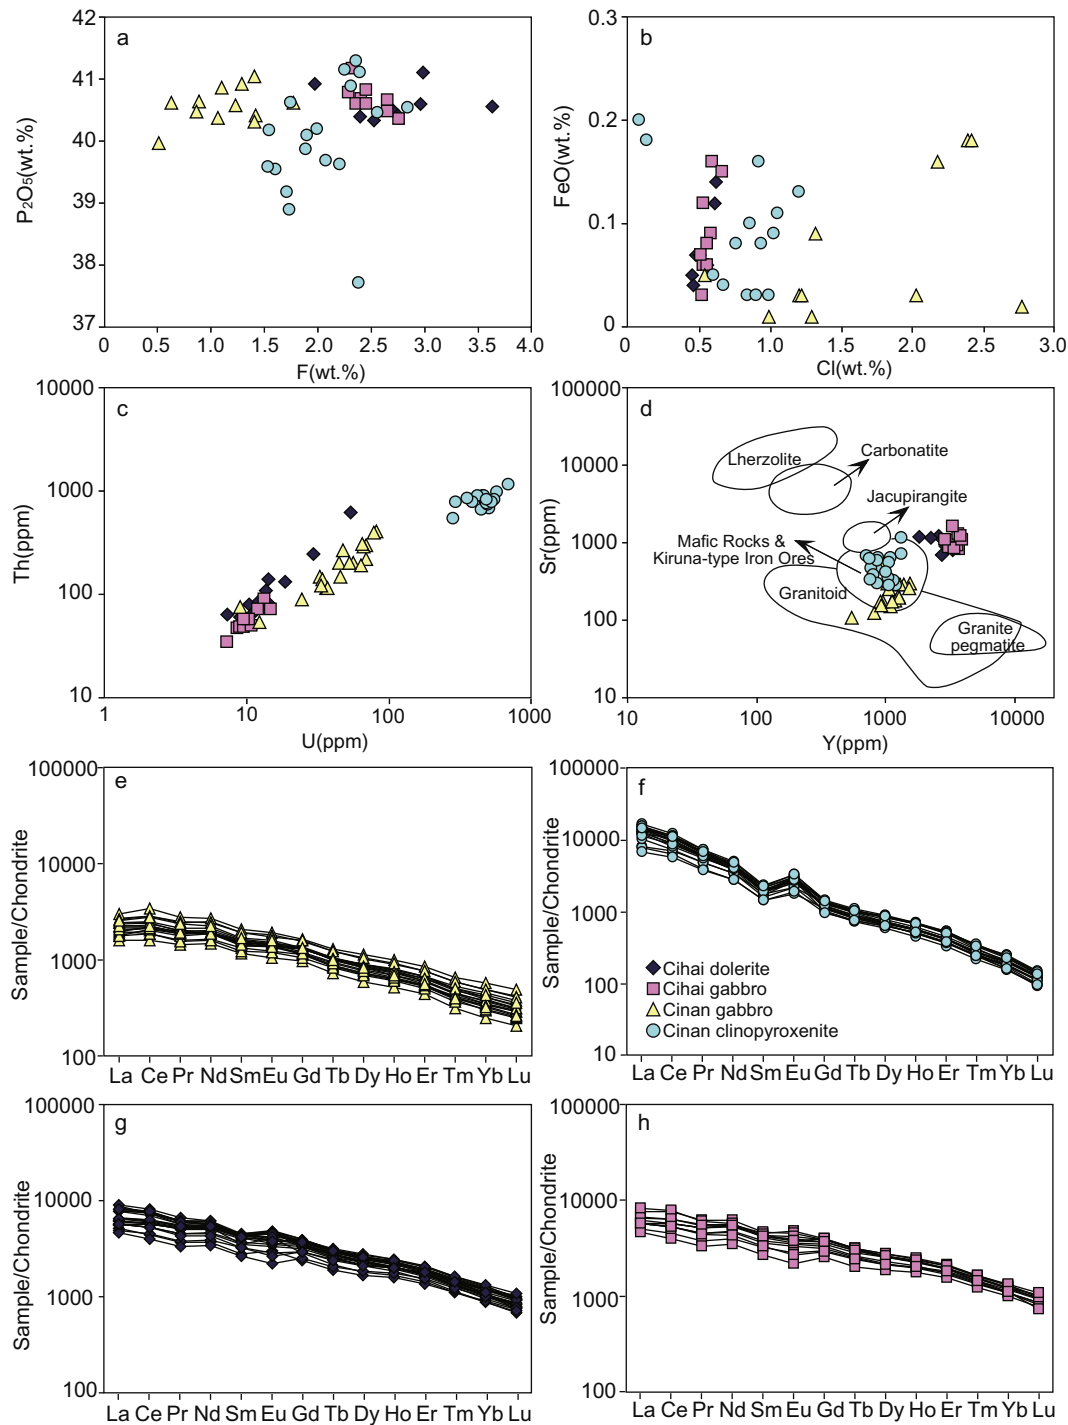 a
P₂O₅(wt.%)
42
41
40
39
38
37
0 0.5 1.0 1.5 2.0 2.5 3.0 3.5 4.0
F(wt.%)
b
FeO(wt.%)
0.3
0.2
0.1
0
0 0.5 1.0 1.5 2.0 2.5 3.0
Cl(wt.%)
c
Th(ppm)
10000
1000
100
10
1 10 100 1000
U(ppm)
d
Sr(ppm)
100000
10000
1000
100
10
Lherzolite
Carbonatite
Jacupirangite
Mafic Rocks &
Kiruna-type Iron Ores
Granitoid
Granite
pegmatite
10 100 1000 10000
Y(ppm)
e
Sample/Chondrite
100000
10000
1000
100
La Ce Pr Nd Sm Eu Gd Tb Dy Ho Er Tm Yb Lu
f
100000
10000
1000
100
10
Cihai dolerite
Cihai gabbro
Cinan gabbro
Cinan clinopyroxenite
La Ce Pr Nd Sm Eu Gd Tb Dy Ho Er Tm Yb Lu
g
Sample/Chondrite
100000
10000
1000
100
La Ce Pr Nd Sm Eu Gd Tb Dy Ho Er Tm Yb Lu
h
Sample/Chondrite
100000
10000
1000
100
La Ce Pr Nd Sm Eu Gd Tb Dy Ho Er Tm Yb Lu